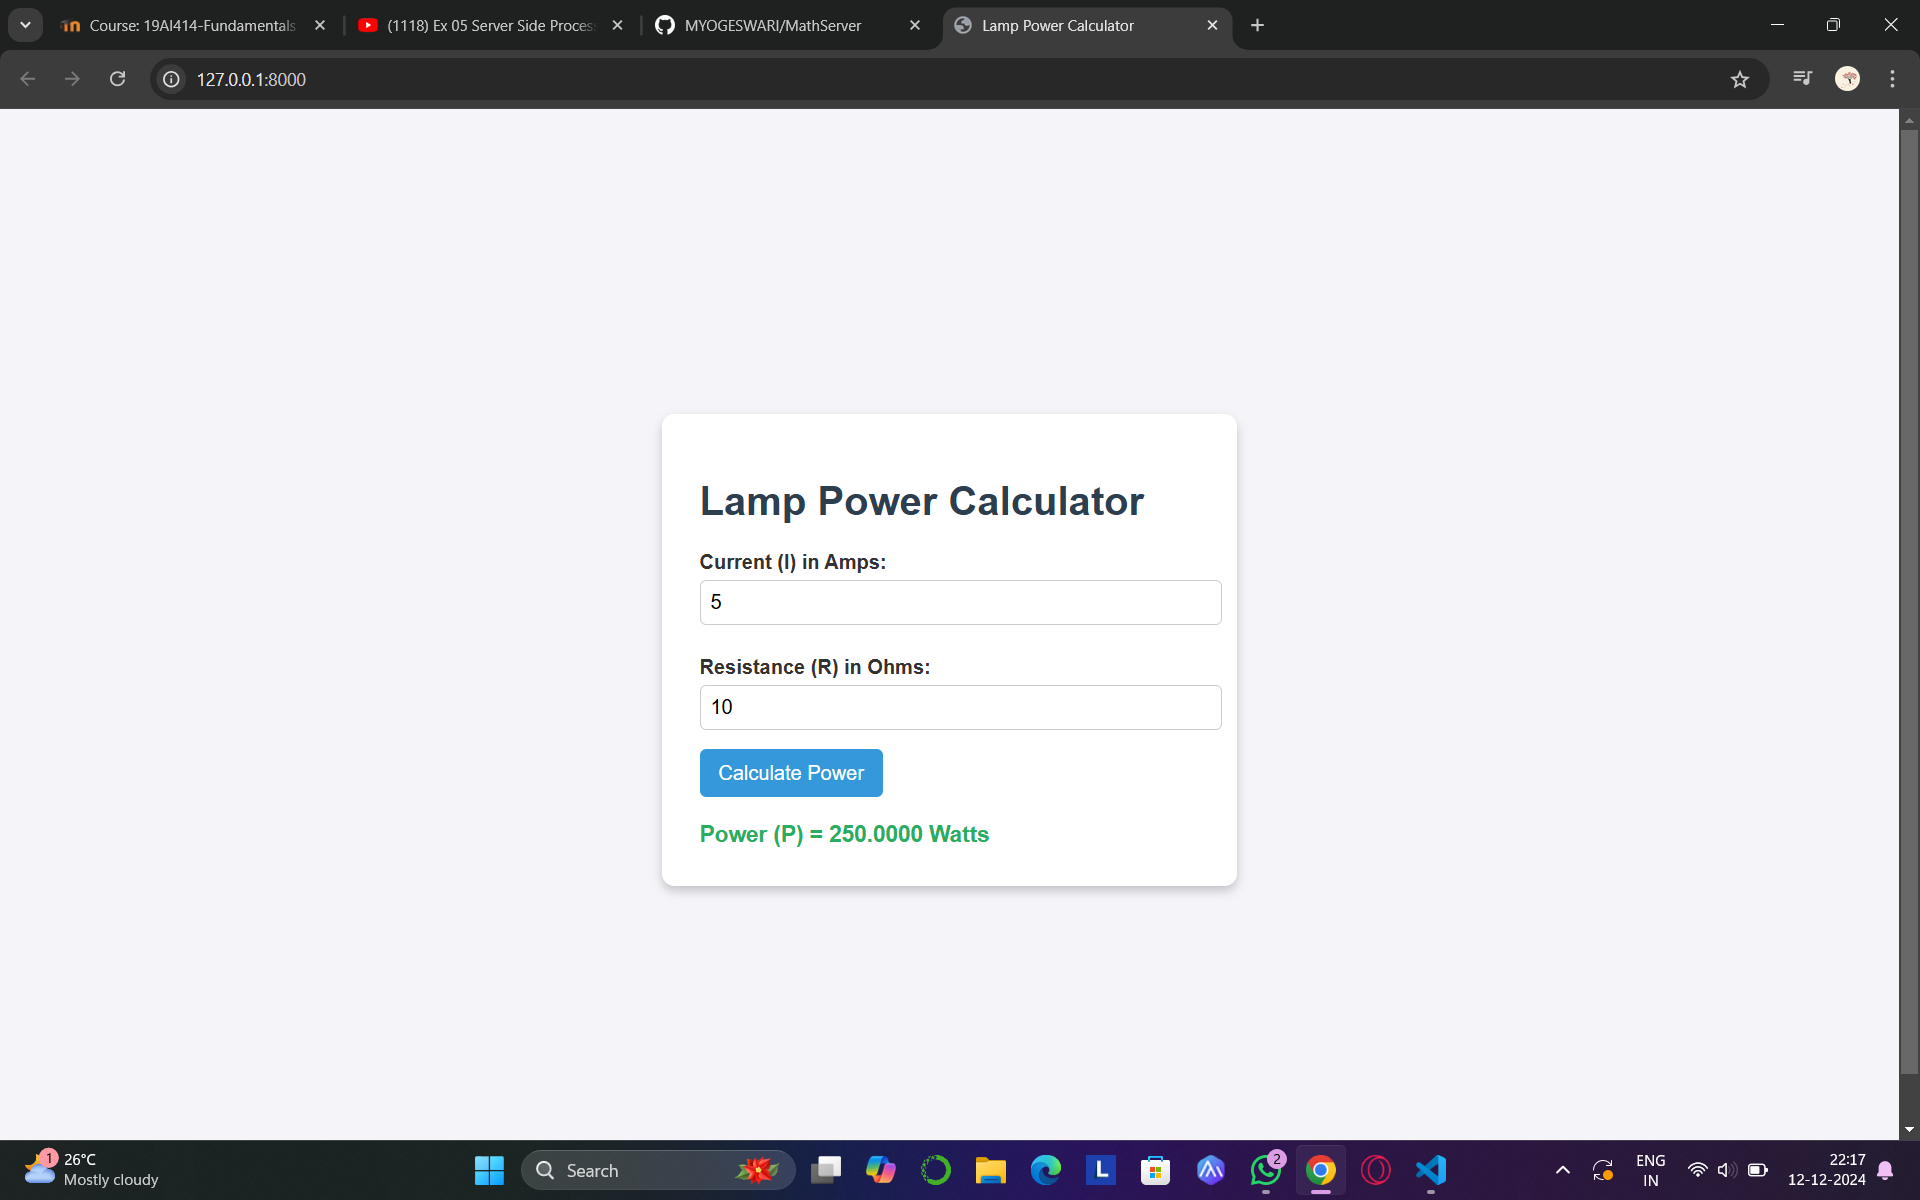 Course: 19AI414-Fundamentals
(1118) Ex 05 Server Side Proces
MYOGESWARI/MathServer
Lamp Power Calculator
127.0.0.1:8000
Lamp Power Calculator
Current (I) in Amps:
5
Resistance (R) in Ohms:
10
Calculate Power
Power (P) = 250.0000 Watts
1
26°C
Mostly cloudy
Search
L
2
ENG
IN
22:17
12-12-2024